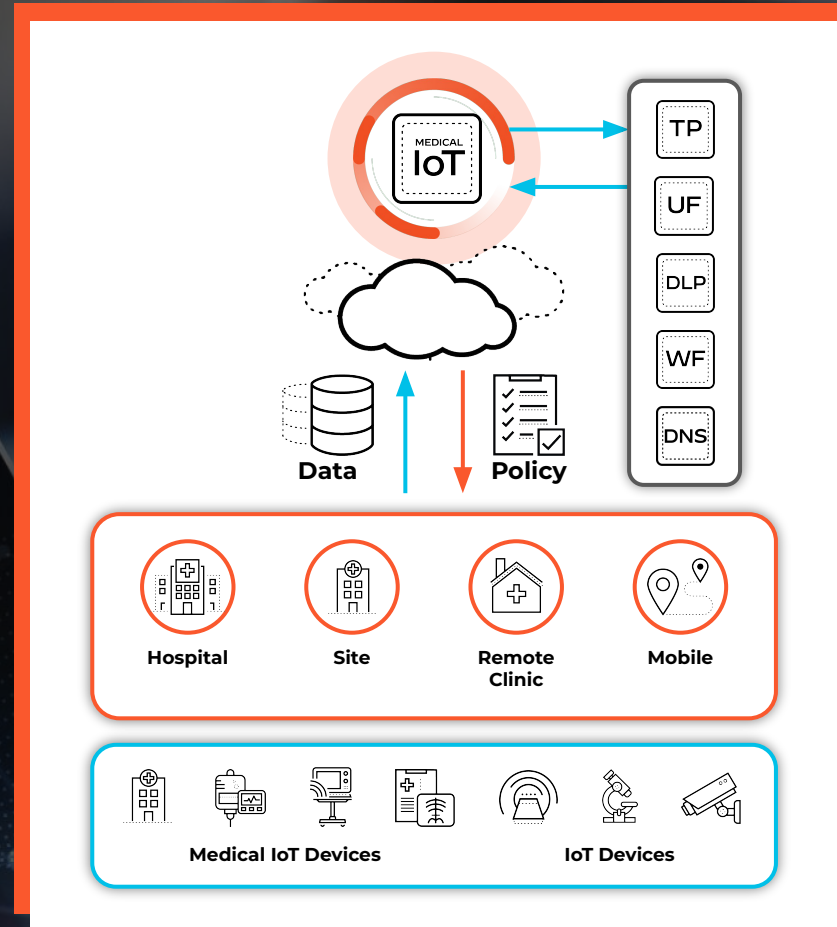 MEDICAL
IoT
TP
UF
DLP
WF
DNS
Data
Policy
Hospital
Site
Remote
Clinic
Mobile
Medical IoT Devices
IoT Devices